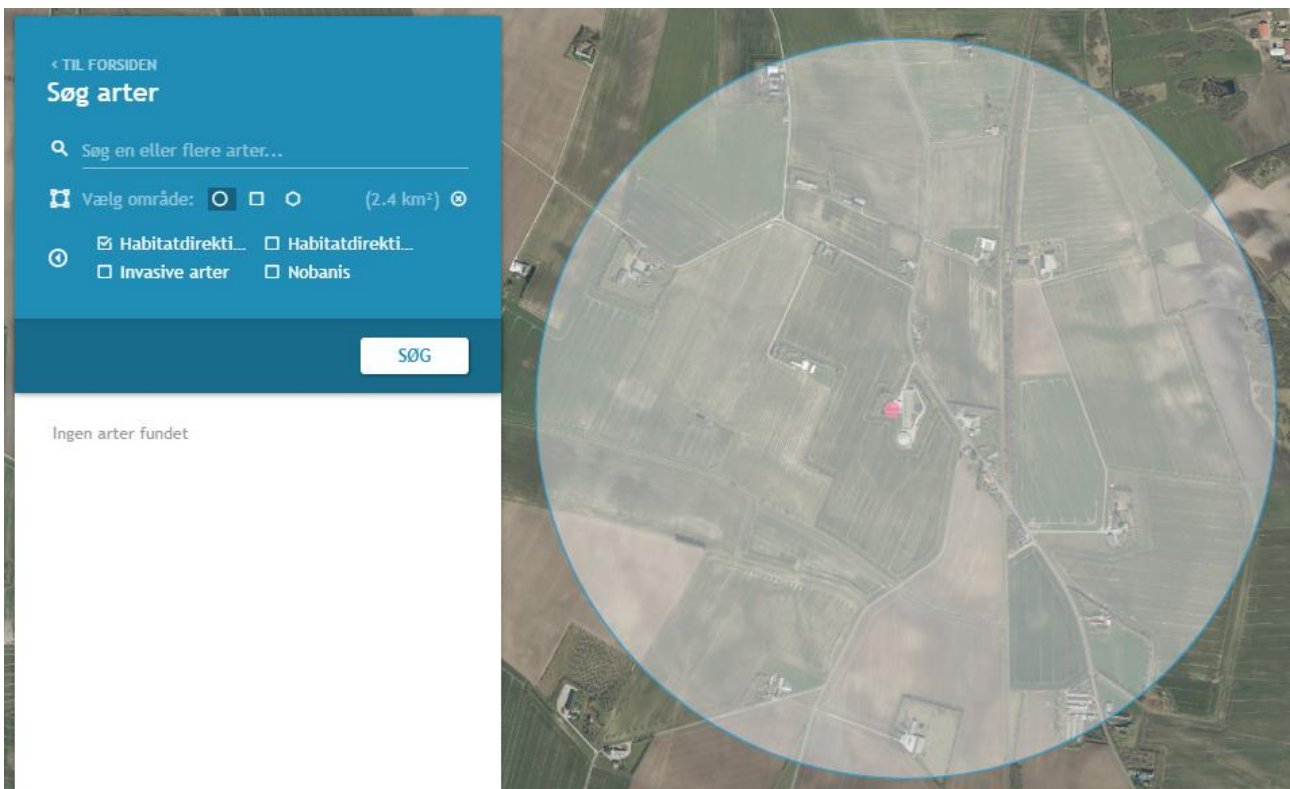 ‹ TIL FORSIDEN
Søg arter
Søg en eller flere arter...
Vælg område: (2.4 km²)
Habitatdirekti... Habitatdirekti...
Invasive arter Nobanis
SØG
Ingen arter fundet